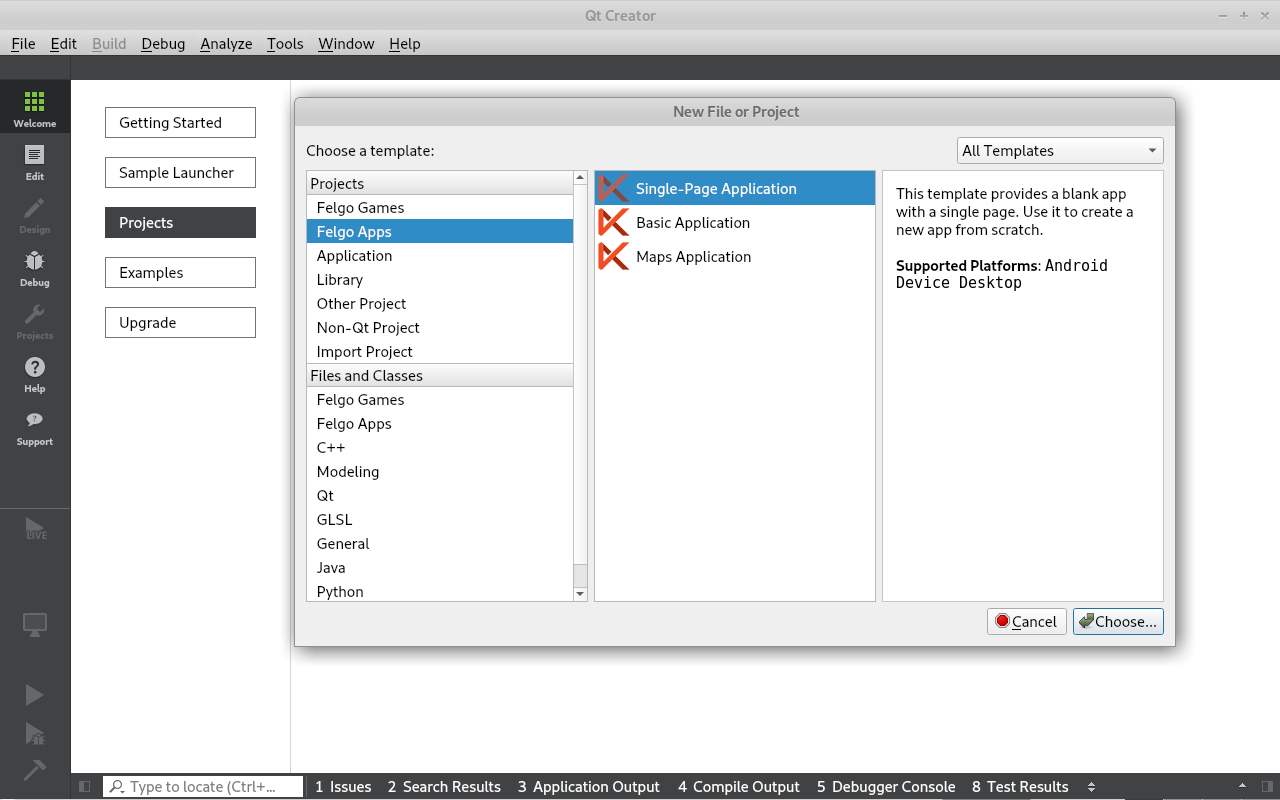 Qt Creator
File Edit Build Debug Analyze Tools Window Help
Welcome
Edit
Design
Debug
Projects
Help
Support
LIVE
Getting Started
Sample Launcher
Projects
Examples
Upgrade
New File or Project
Choose a template:
All Templates
Projects
Felgo Games
Felgo Apps
Application
Library
Other Project
Non-Qt Project
Import Project
Files and Classes
Felgo Games
Felgo Apps
C++
Modeling
Qt
GLSL
General
Java
Python
Single-Page Application
Basic Application
Maps Application
This template provides a blank app
with a single page. Use it to create a
new app from scratch.
Supported Platforms: Android
Device Desktop
Cancel
Choose...
Type to locate (Ctrl+...
1 Issues
2 Search Results
3 Application Output
4 Compile Output
5 Debugger Console
8 Test Results